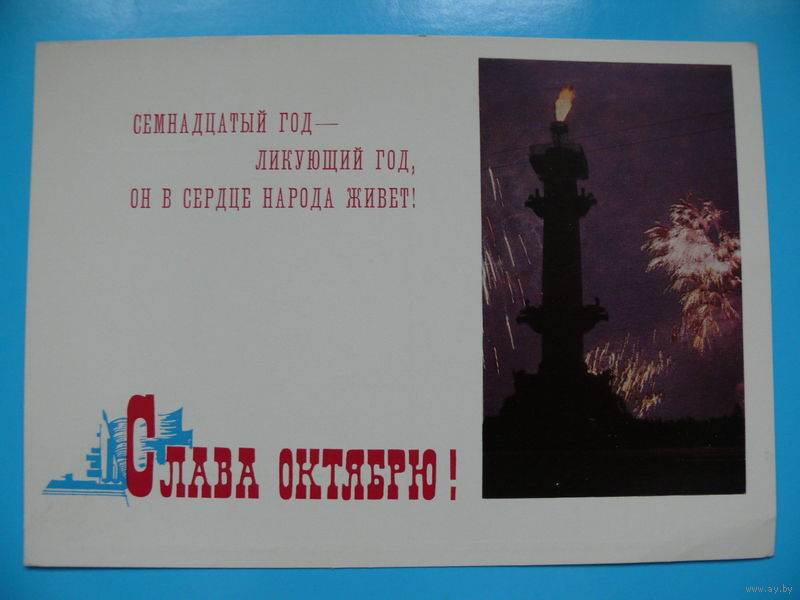 СЕМНАДЦАТЫЙ ГОД—
ЛИКУЮЩИЙ ГОД,
ОН В СЕРДЦЕ НАРОДА ЖИВЕТ!
СЛАВА ОКТЯБРЮ!
www.ay.by